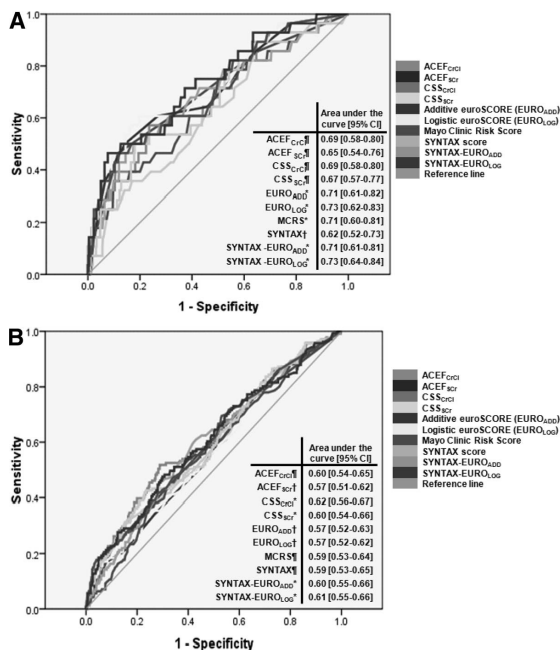 A
Sensitivity
1.0
0.8
0.6
0.4
0.2
0.0
0.0 0.2 0.4 0.6 0.8 1.0
1 - Specificity
Area under the
curve [95% CI]
ACEFCrCl¶ 0.69 [0.58-0.80]
ACEFSCr¶ 0.65 [0.54-0.76]
CSSCrCl¶ 0.69 [0.58-0.80]
CSSSCr¶ 0.67 [0.57-0.77]
EUROADD* 0.71 [0.61-0.82]
EUROLOG* 0.73 [0.62-0.83]
MCRS* 0.71 [0.60-0.81]
SYNTAX† 0.62 [0.52-0.73]
SYNTAX-EUROADD* 0.71 [0.61-0.81]
SYNTAX-EUROLOG* 0.73 [0.64-0.84]
ACEFCrCl
ACEFSCr
CSSCrCl
CSSSCr
Additive euroSCORE (EUROADD)
Logistic euroSCORE (EUROLOG)
Mayo Clinic Risk Score
SYNTAX score
SYNTAX-EUROADD
SYNTAX-EUROLOG
Reference line
B
Sensitivity
1.0
0.8
0.6
0.4
0.2
0.0
0.0 0.2 0.4 0.6 0.8 1.0
1 - Specificity
Area under the
curve [95% CI]
ACEFCrCl¶ 0.60 [0.54-0.65]
ACEFSCr† 0.57 [0.51-0.62]
CSSCrCl* 0.62 [0.56-0.67]
CSSSCr* 0.60 [0.54-0.66]
EUROADD† 0.57 [0.52-0.63]
EUROLOG† 0.57 [0.52-0.62]
MCRS¶ 0.59 [0.53-0.64]
SYNTAX¶ 0.59 [0.53-0.65]
SYNTAX-EUROADD* 0.60 [0.55-0.66]
SYNTAX-EUROLOG* 0.61 [0.55-0.66]
ACEFCrCl
ACEFSCr
CSSCrCl
CSSSCr
Additive euroSCORE (EUROADD)
Logistic euroSCORE (EUROLOG)
Mayo Clinic Risk Score
SYNTAX score
SYNTAX-EUROADD
SYNTAX-EUROLOG
Reference line